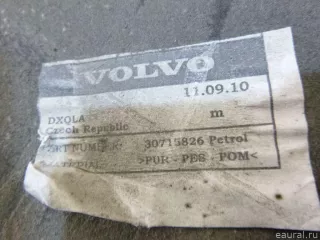 VOLVO
11.09.10
DXOLA m
Czech Republic
30715826 Petrol
>PUR - PES - POM<
eaural.ru